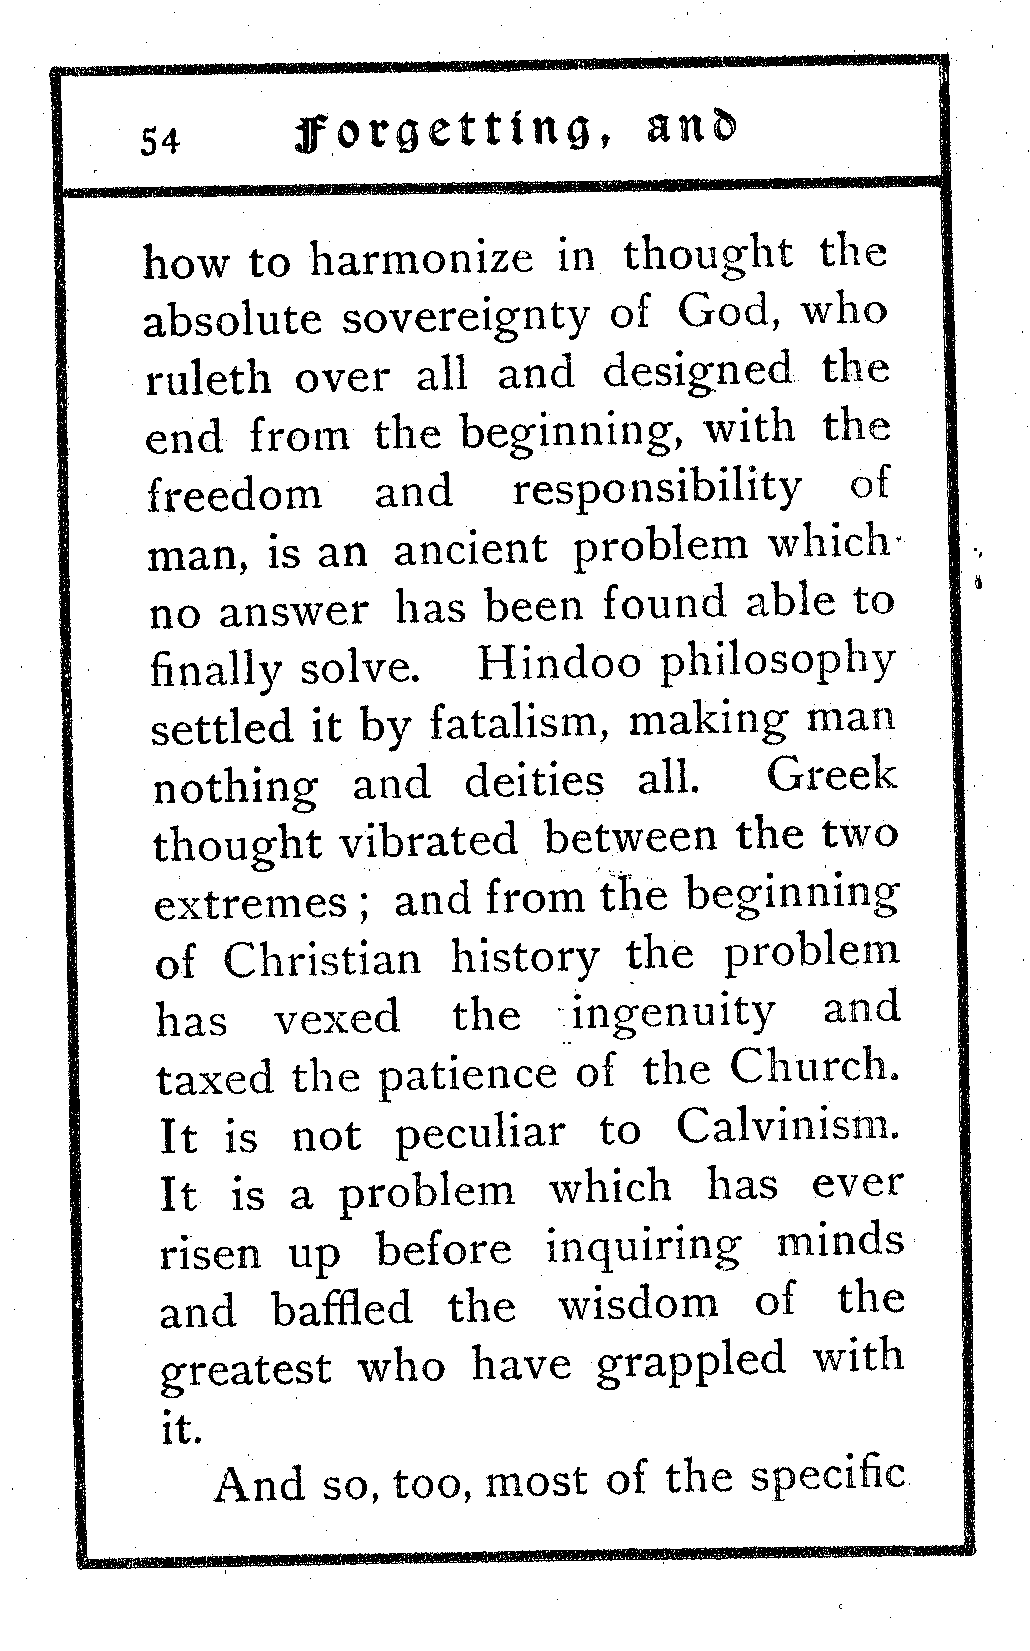 54 Forgetting, and
how to harmonize in thought the
absolute sovereignty of God, who
ruleth over all and designed the
end from the beginning, with the
freedom and responsibility of
man, is an ancient problem which
no answer has been found able to
finally solve. Hindoo philosophy
settled it by fatalism, making man
nothing and deities all. Greek
thought vibrated between the two
extremes ; and from the beginning
of Christian history the problem
has vexed the ingenuity and
taxed the patience of the Church.
It is not peculiar to Calvinism.
It is a problem which has ever
risen up before inquiring minds
and baffled the wisdom of the
greatest who have grappled with
it.
And so, too, most of the specific